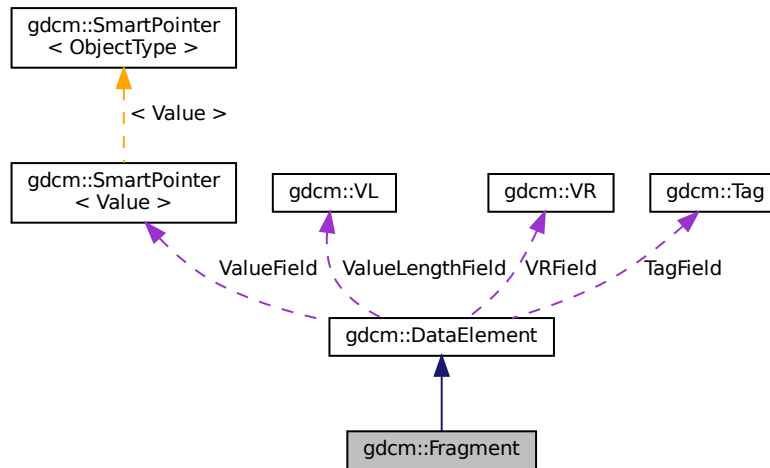 gdcm::SmartPointer
< ObjectType >
< Value >
gdcm::SmartPointer
< Value >
gdcm::VL
gdcm::VR
gdcm::Tag
ValueField
ValueLengthField
VRField
TagField
gdcm::DataElement
gdcm::Fragment